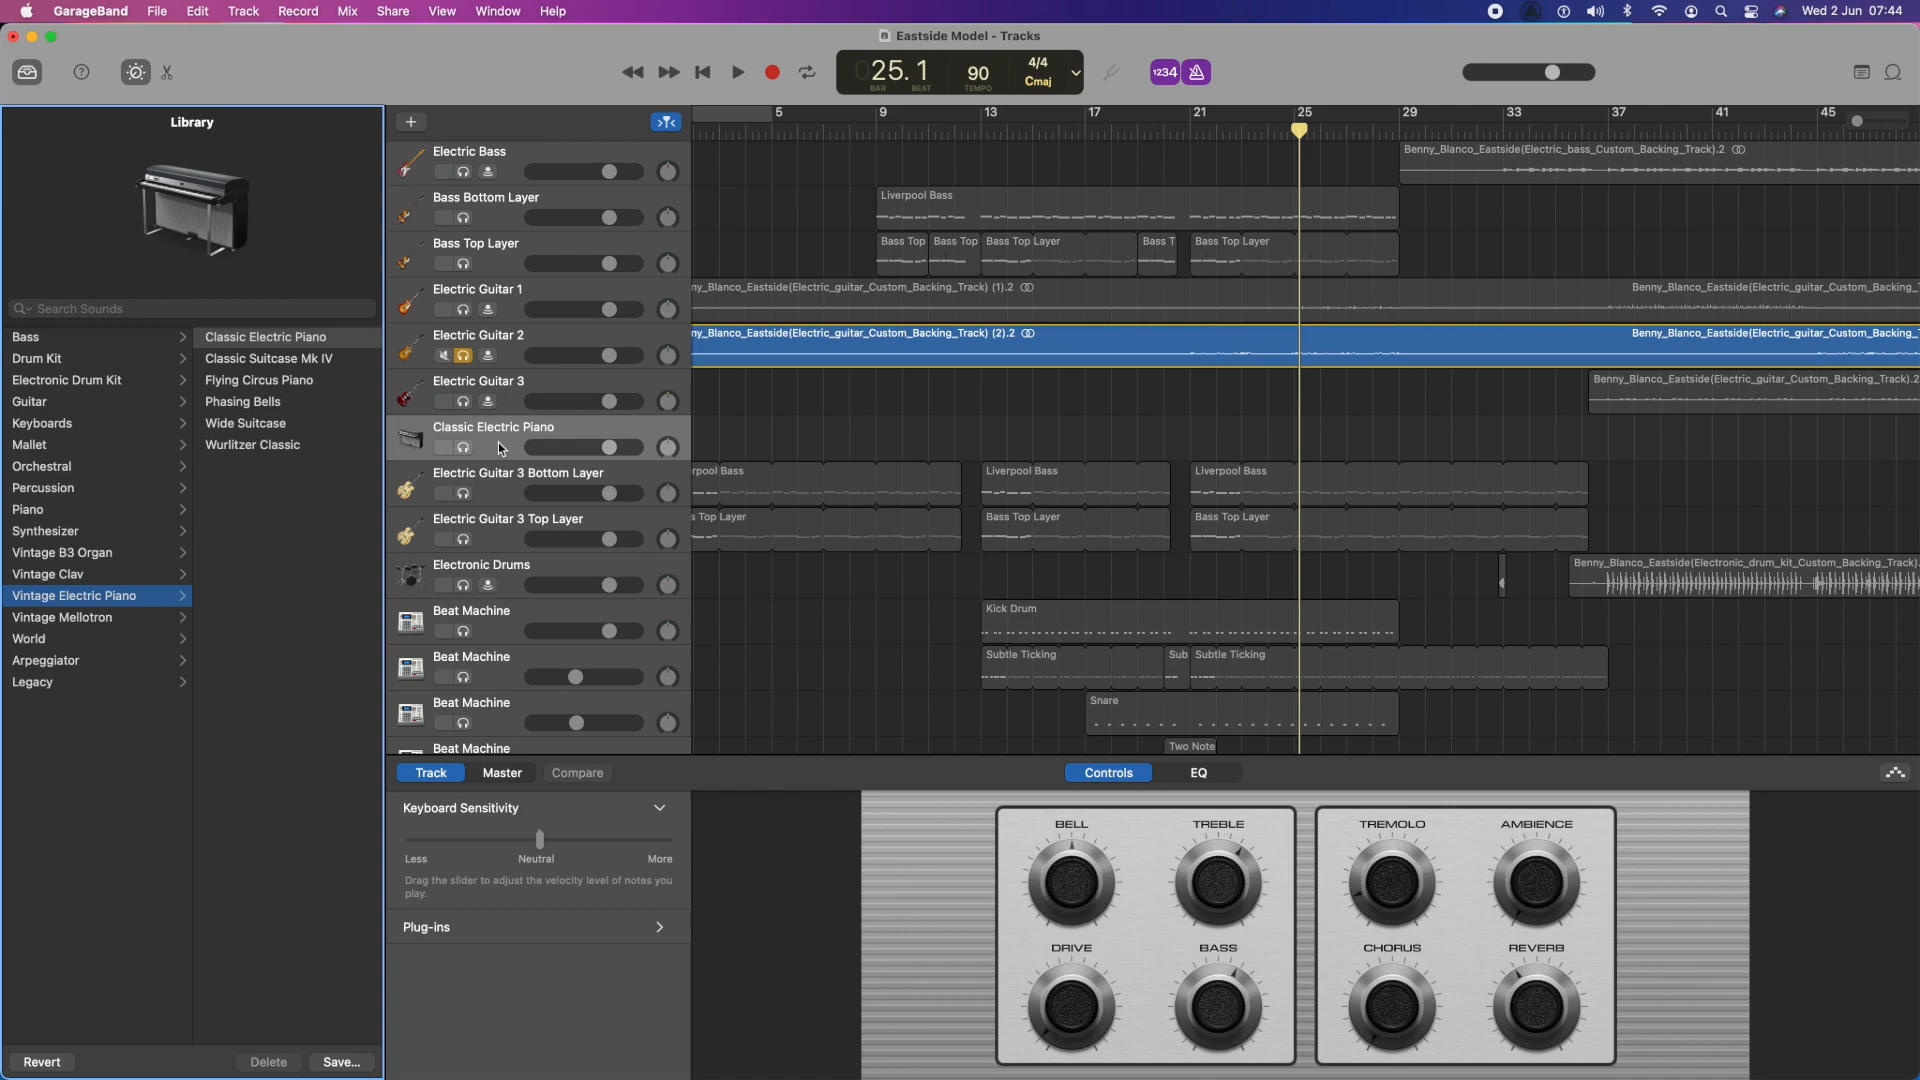 GarageBand File Edit Track Record Mix Share View Window Help
Wed 2 Jun 07:44
Eastside Model - Tracks
025.1
BAR BEAT
90
TEMPO
4/4
Cmaj
1234
Library
Search Sounds
Bass
Drum Kit
Electronic Drum Kit
Guitar
Keyboards
Mallet
Orchestral
Percussion
Piano
Synthesizer
Vintage B3 Organ
Vintage Clav
Vintage Electric Piano
Vintage Mellotron
World
Arpeggiator
Legacy
Classic Electric Piano
Classic Suitcase Mk IV
Flying Circus Piano
Phasing Bells
Wide Suitcase
Wurlitzer Classic
Revert
Delete
Save...
5 9 13 17 21 25 29 33 37 41 45
Electric Bass
Benny_Blanco_Eastside(Electric_bass_Custom_Backing_Track).2
Bass Bottom Layer
Liverpool Bass
Bass Top Layer
Bass Top
Bass Top
Bass Top Layer
Bass T
Bass Top Layer
Electric Guitar 1
ny_Blanco_Eastside(Electric_guitar_Custom_Backing_Track) (1).2
Benny_Blanco_Eastside(Electric_guitar_Custom_Backing_T
Electric Guitar 2
ny_Blanco_Eastside(Electric_guitar_Custom_Backing_Track) (2).2
Benny_Blanco_Eastside(Electric_guitar_Custom_Backing_T
Electric Guitar 3
Benny_Blanco_Eastside(Electric_guitar_Custom_Backing_Track).2
Classic Electric Piano
Electric Guitar 3 Bottom Layer
rpool Bass
Liverpool Bass
Liverpool Bass
Electric Guitar 3 Top Layer
s Top Layer
Bass Top Layer
Bass Top Layer
Electronic Drums
Benny_Blanco_Eastside(Electronic_drum_kit_Custom_Backing_Track).
Beat Machine
Kick Drum
Beat Machine
Subtle Ticking
Sub
Subtle Ticking
Beat Machine
Snare
Beat Machine
Two Note
Track Master Compare
Controls EQ
Keyboard Sensitivity
Less Neutral More
Drag the slider to adjust the velocity level of notes you
play.
Plug-ins
BELL TREBLE TREMOLO AMBIENCE
DRIVE BASS CHORUS REVERB